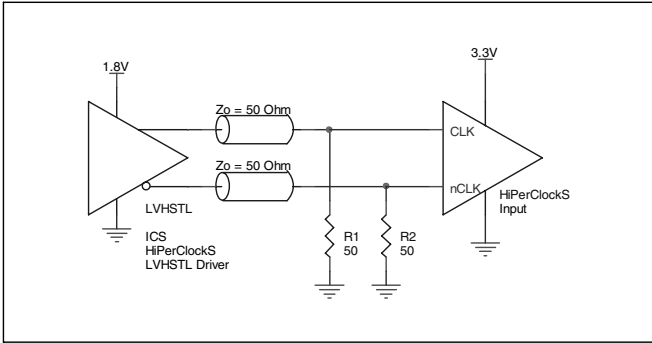 1.8V
3.3V
Zo = 50 Ohm
CLK
Zo = 50 Ohm
nCLK
HiPerClockS
Input
LVHSTL
ICS
HiPerClockS
LVHSTL Driver
R1
50
R2
50